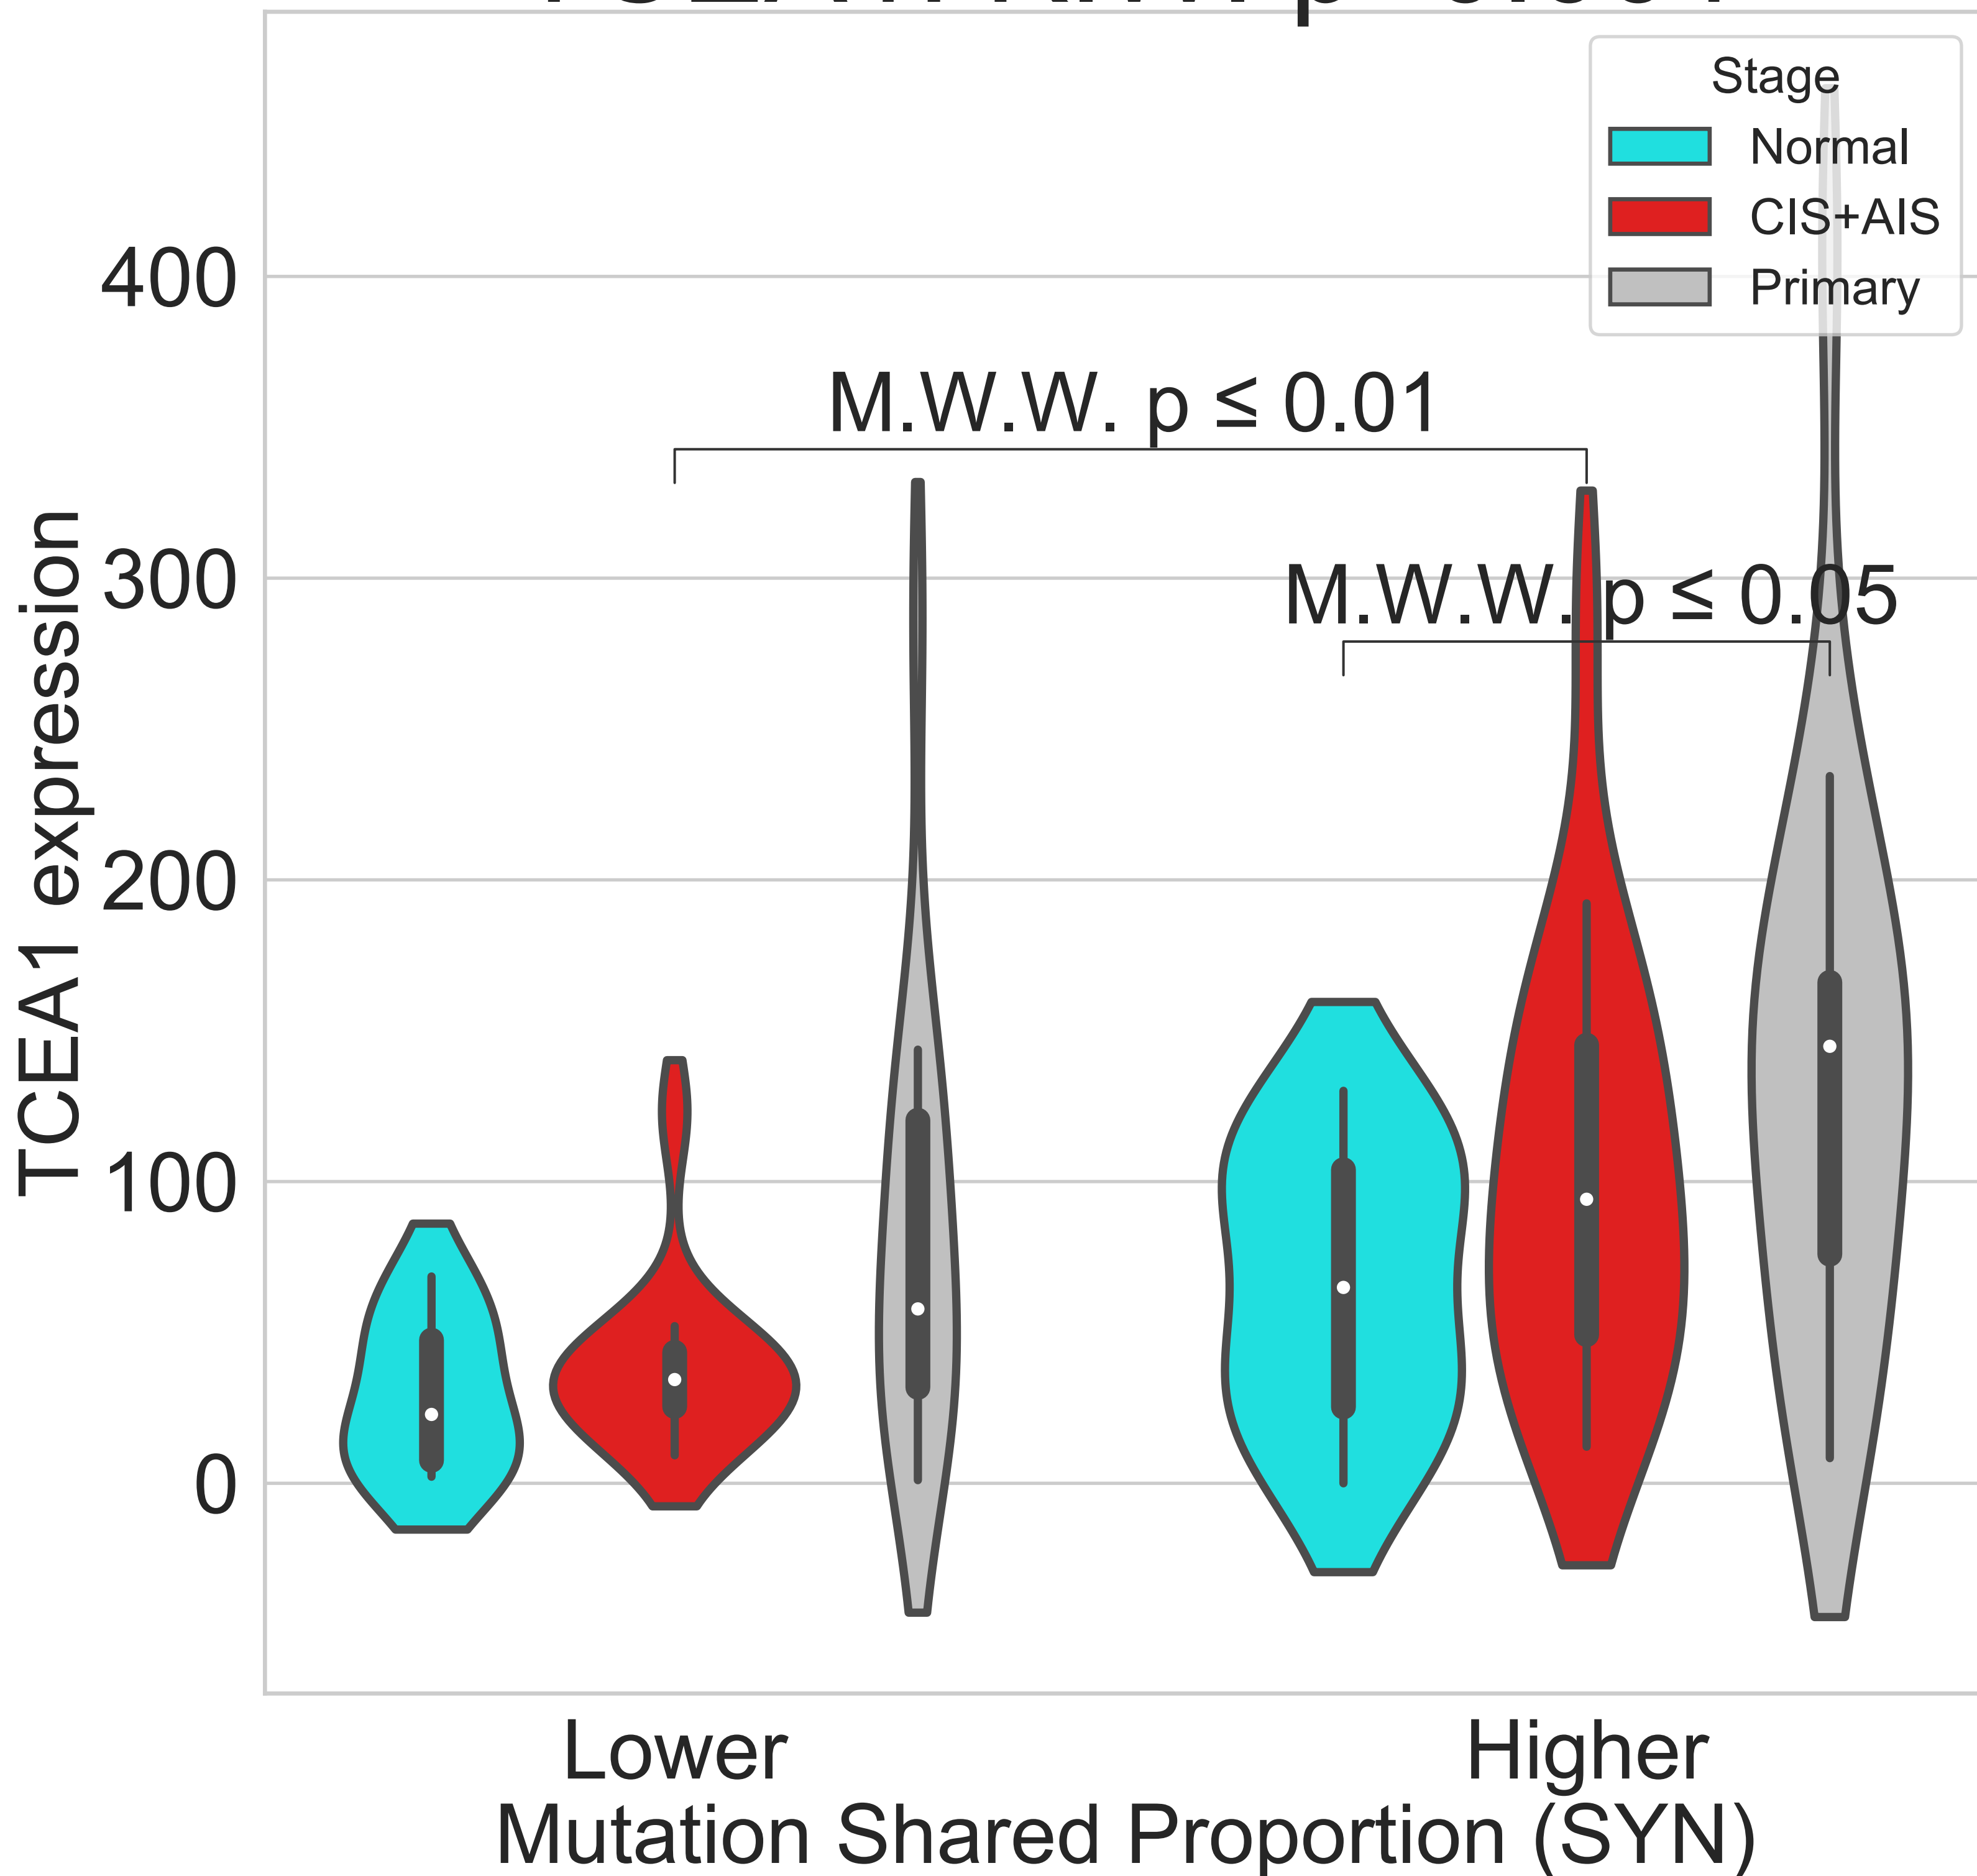 Stage
Normal
CIS+AIS
Primary
400
300
200
100
0
TCEA1 expression
M.W.W. p ≤ 0.01
M.W.W. p ≤ 0.05
Lower
Higher
Mutation Shared Proportion (SYN)